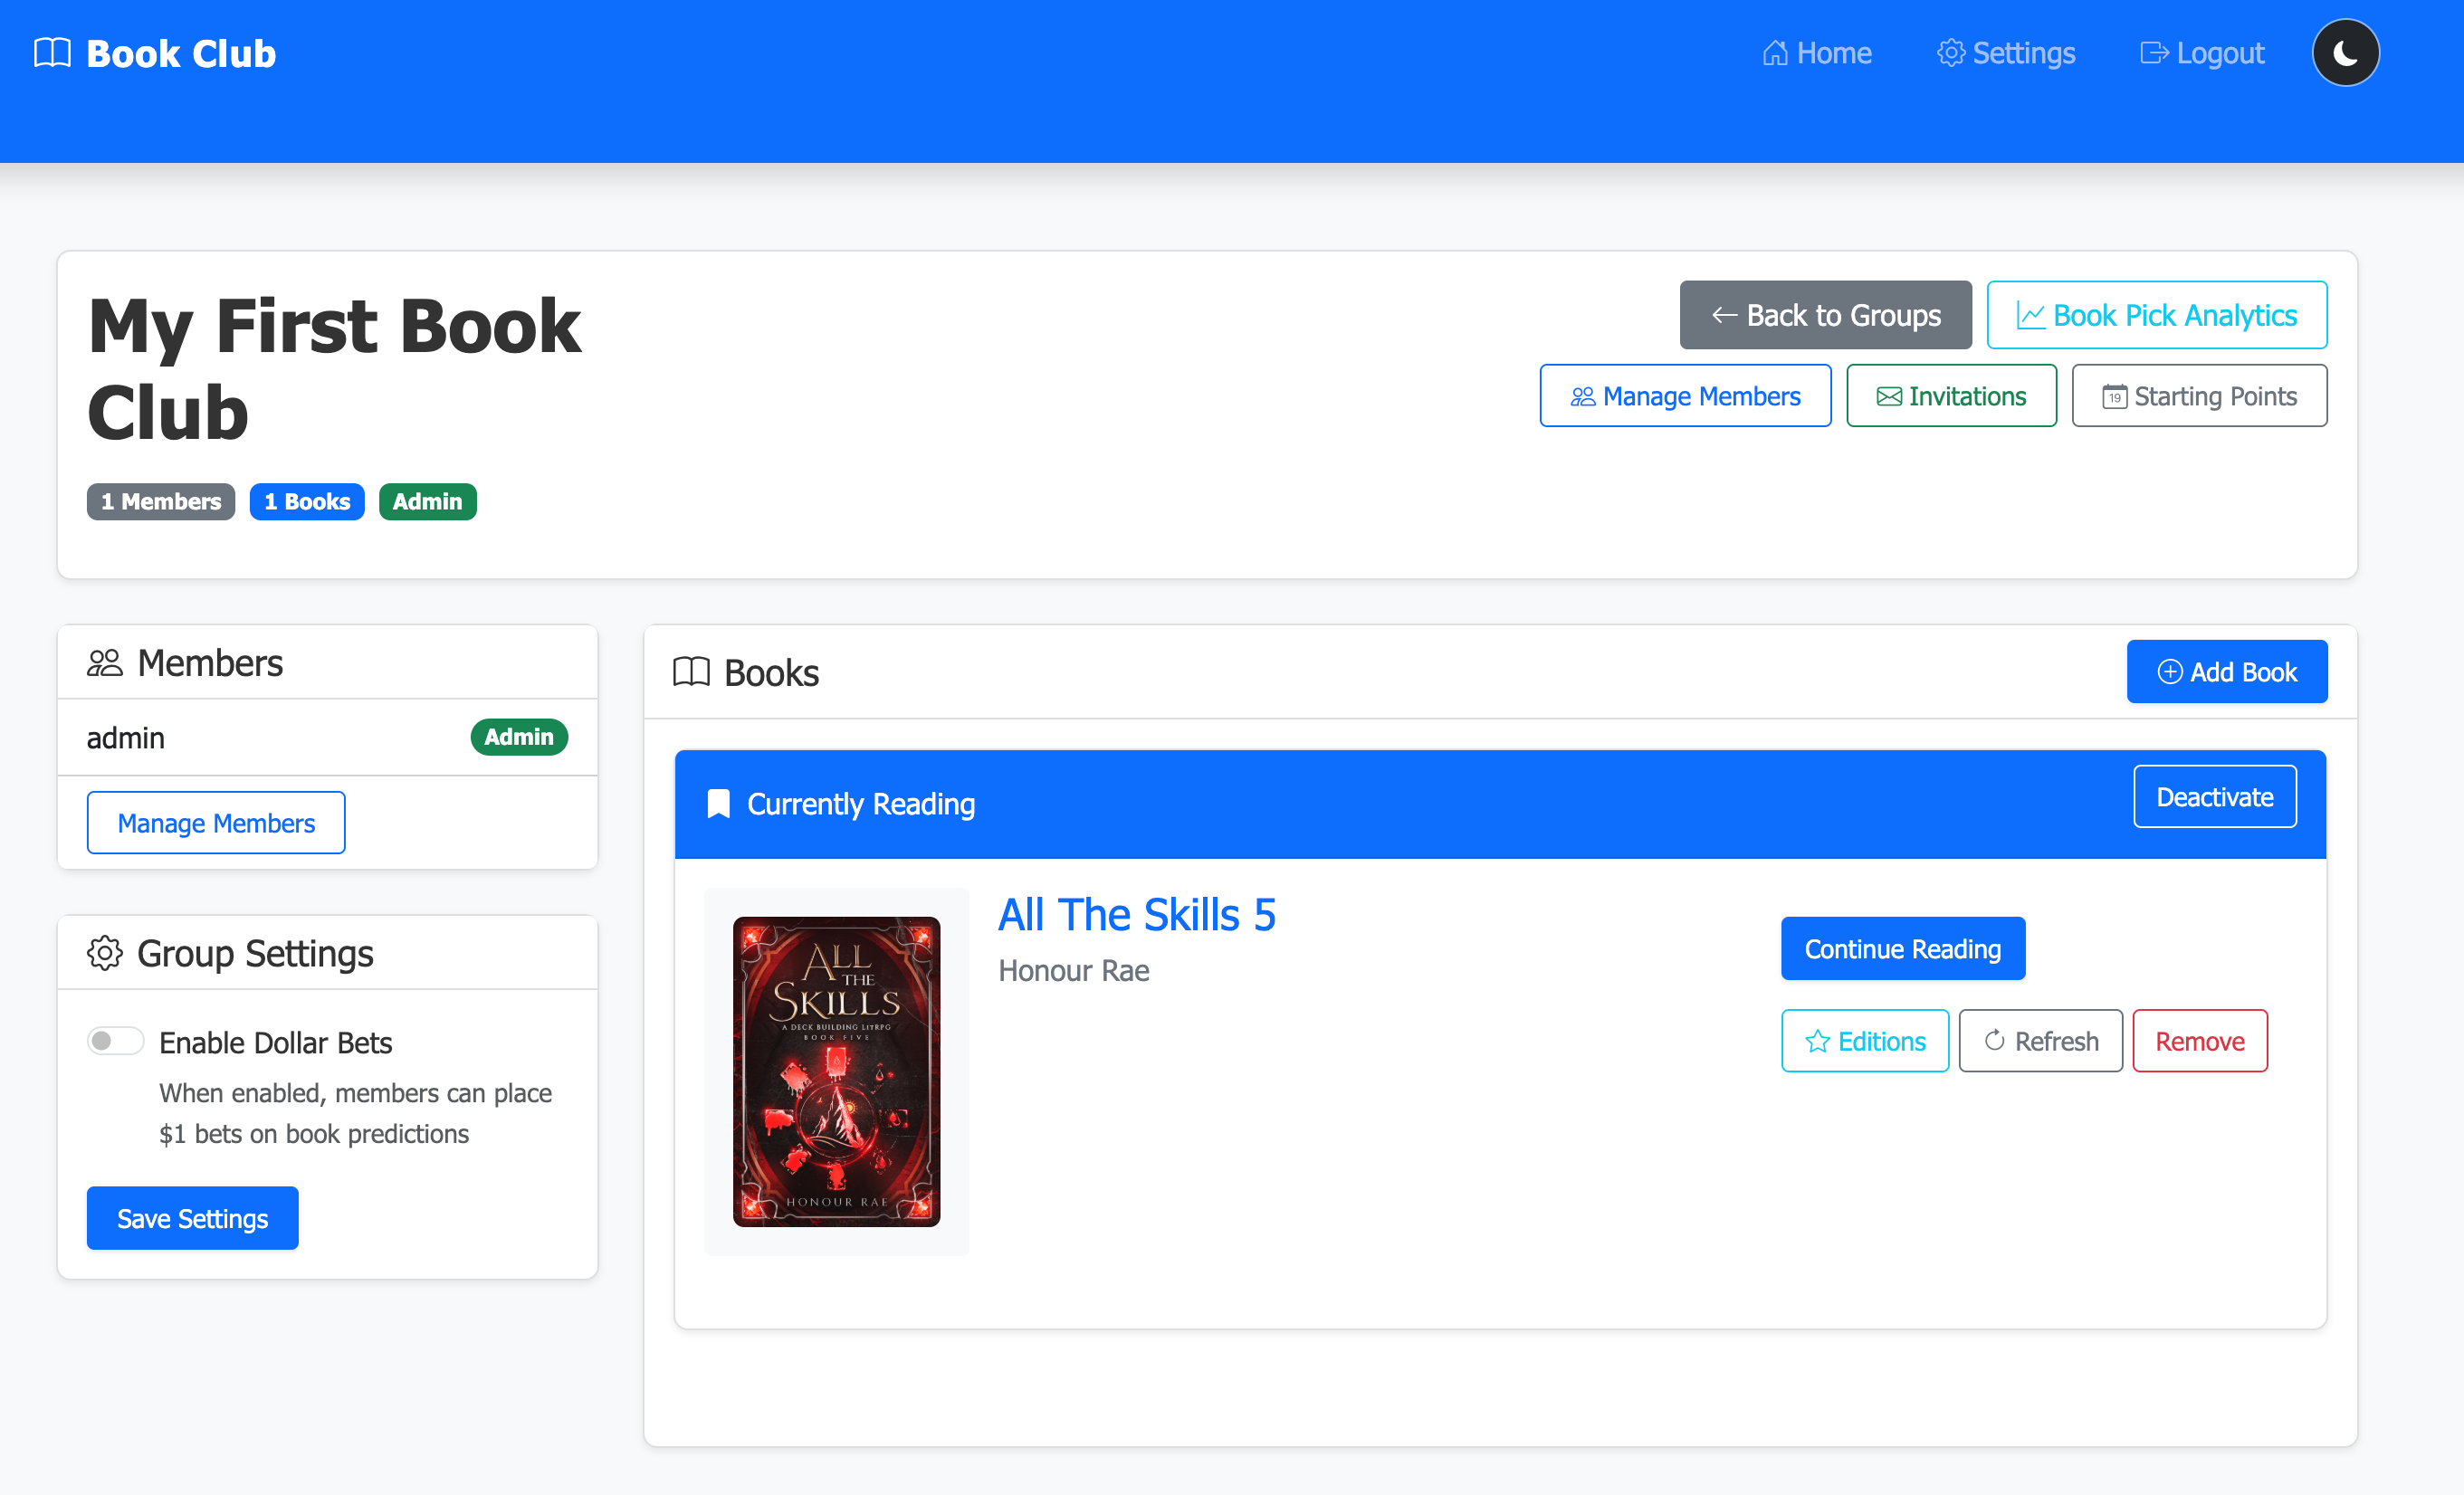 Book Club
Home
Settings
Logout
My First Book
Club
1 Members
1 Books
Admin
Back to Groups
Book Pick Analytics
Manage Members
Invitations
19
Starting Points
Members
admin
Admin
Manage Members
Group Settings
Enable Dollar Bets
When enabled, members can place
$1 bets on book predictions
Save Settings
Books
Add Book
Currently Reading
Deactivate
ALL
THE
SKILLS
A DECK BUILDING LITRPG
BOOK FIVE
HONOUR RAE
All The Skills 5
Honour Rae
Continue Reading
Editions
Refresh
Remove